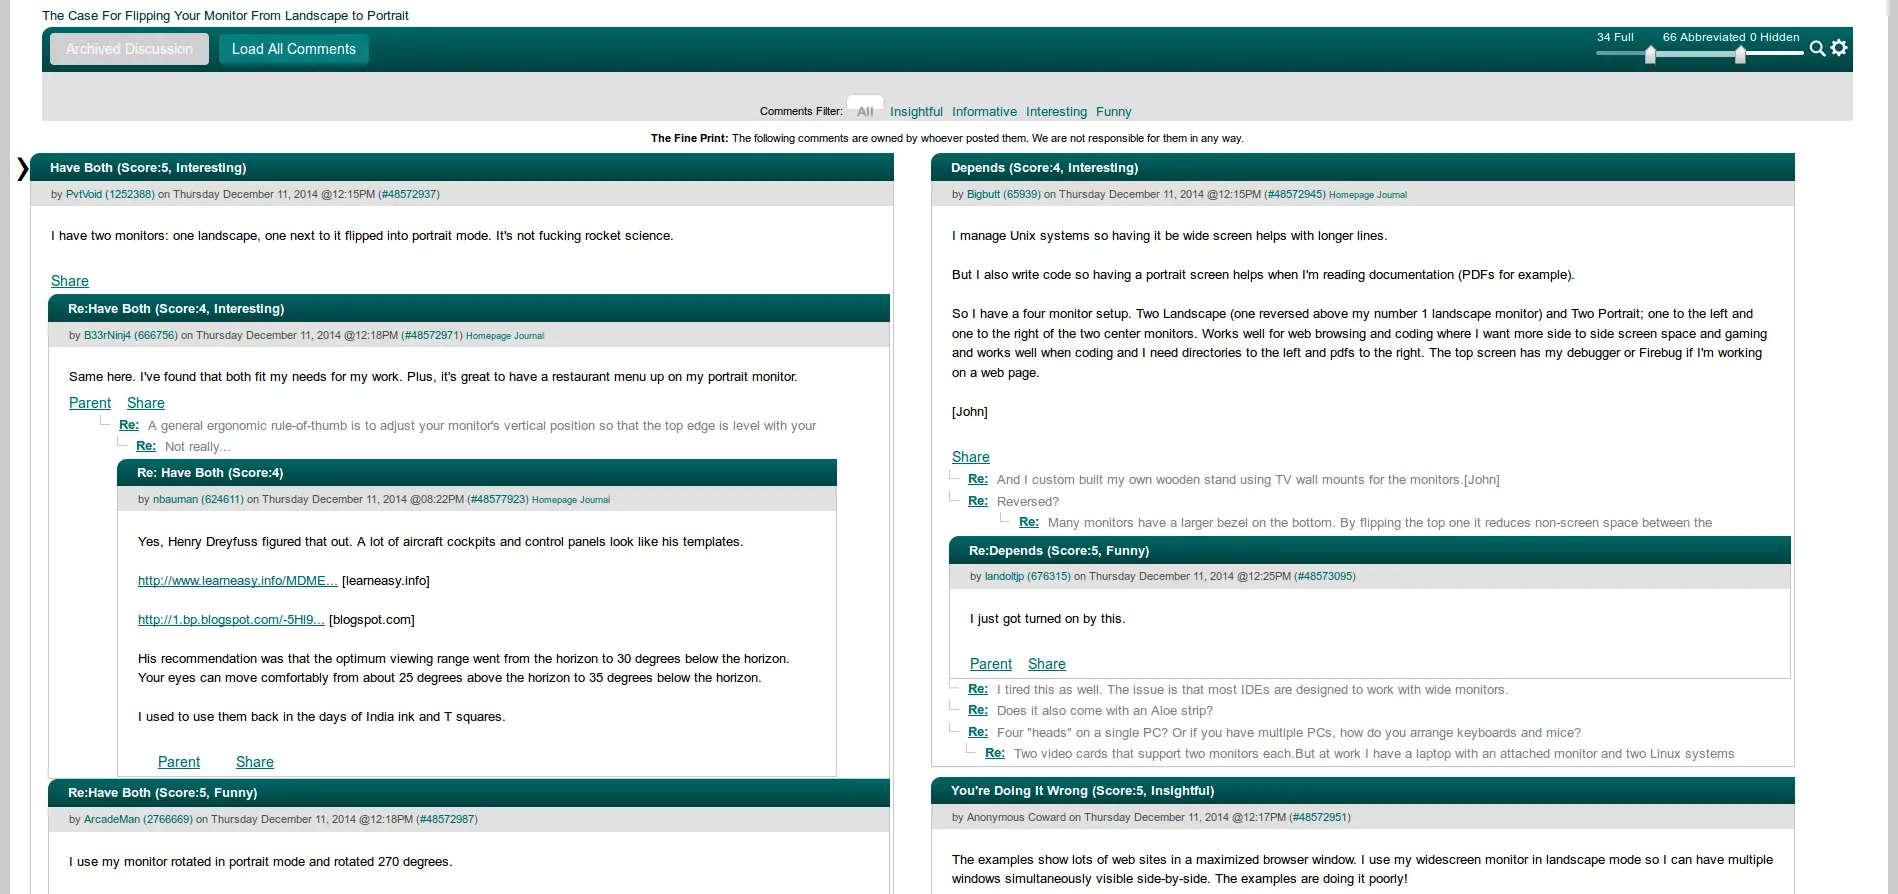 The Case For Flipping Your Monitor From Landscape to Portrait
Archived Discussion
Load All Comments
34 Full
66 Abbreviated
0 Hidden
Comments Filter:
All
Insightful
Informative
Interesting
Funny
The Fine Print: The following comments are owned by whoever posted them. We are not responsible for them in any way.
❯
Have Both (Score:5, Interesting)
by PvtVoid (1252388) on Thursday December 11, 2014 @12:15PM (#48572937)
I have two monitors: one landscape, one next to it flipped into portrait mode. It's not fucking rocket science.
Share
Re:Have Both (Score:4, Interesting)
by B33rNinj4 (666756) on Thursday December 11, 2014 @12:18PM (#48572971) Homepage Journal
Same here. I've found that both fit my needs for my work. Plus, it's great to have a restaurant menu up on my portrait monitor.
Parent Share
Re: A general ergonomic rule-of-thumb is to adjust your monitor's vertical position so that the top edge is level with your
Re: Not really...
Re: Have Both (Score:4)
by nbauman (624611) on Thursday December 11, 2014 @08:22PM (#48577923) Homepage Journal
Yes, Henry Dreyfuss figured that out. A lot of aircraft cockpits and control panels look like his templates.
http://www.learneasy.info/MDME... [learneasy.info]
http://1.bp.blogspot.com/-5Hl9... [blogspot.com]
His recommendation was that the optimum viewing range went from the horizon to 30 degrees below the horizon.
Your eyes can move comfortably from about 25 degrees above the horizon to 35 degrees below the horizon.
I used to use them back in the days of India ink and T squares.
Parent Share
Re:Have Both (Score:5, Funny)
by ArcadeMan (2766669) on Thursday December 11, 2014 @12:18PM (#48572987)
I use my monitor rotated in portrait mode and rotated 270 degrees.
Depends (Score:4, Interesting)
by Bigbutt (65939) on Thursday December 11, 2014 @12:15PM (#48572945) Homepage Journal
I manage Unix systems so having it be wide screen helps with longer lines.
But I also write code so having a portrait screen helps when I'm reading documentation (PDFs for example).
So I have a four monitor setup. Two Landscape (one reversed above my number 1 landscape monitor) and Two Portrait; one to the left and
one to the right of the two center monitors. Works well for web browsing and coding where I want more side to side screen space and gaming
and works well when coding and I need directories to the left and pdfs to the right. The top screen has my debugger or Firebug if I'm working
on a web page.
[John]
Share
Re: And I custom built my own wooden stand using TV wall mounts for the monitors.[John]
Re: Reversed?
Re: Many monitors have a larger bezel on the bottom. By flipping the top one it reduces non-screen space between the
Re:Depends (Score:5, Funny)
by landoltjp (676315) on Thursday December 11, 2014 @12:25PM (#48573095)
I just got turned on by this.
Parent Share
Re: I tired this as well. The issue is that most IDEs are designed to work with wide monitors.
Re: Does it also come with an Aloe strip?
Re: Four "heads" on a single PC? Or if you have multiple PCs, how do you arrange keyboards and mice?
Re: Two video cards that support two monitors each.But at work I have a laptop with an attached monitor and two Linux systems
You're Doing It Wrong (Score:5, Insightful)
by Anonymous Coward on Thursday December 11, 2014 @12:17PM (#48572951)
The examples show lots of web sites in a maximized browser window. I use my widescreen monitor in landscape mode so I can have multiple
windows simultaneously visible side-by-side. The examples are doing it poorly!